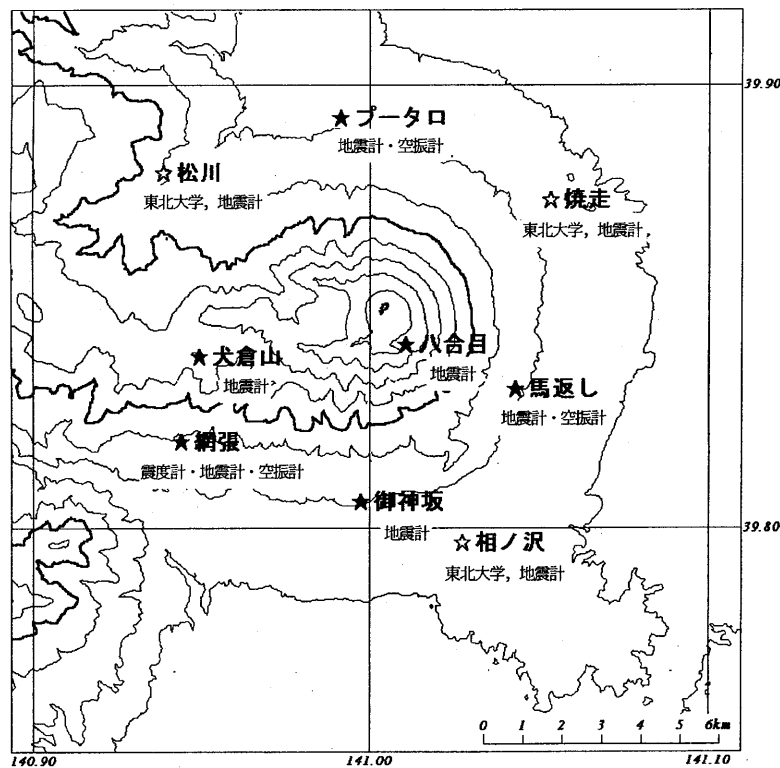 39.90
★プータロ
地震計・空振計
☆松川
東北大学，地震計
☆焼走
東北大学，地震計
★八合目
地震計
★犬倉山
地震計
★馬返し
地震計・空振計
★網張
震度計・地震計・空振計
★御神坂
地震計
39.80
☆相ノ沢
東北大学，地震計
0 1 2 3 4 5 6km
140.90 141.00 141.10